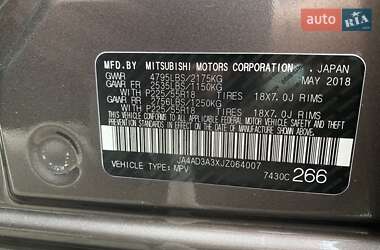 auto RIA
MFD.BY MITSUBISHI MOTORS CORPORATION . JAPAN
GWR 4795LBS/2175KG MAY 2018
GAWR FR 2535LBS/1150KG
WITH P225/55R18 TIRES 18X7.0J RIMS
GAWR RR 2756LBS/1250KG
WITH P225/55R18 TIRES 18X7.0J RIMS
THIS VEHICLE CONFORMS TO ALL APPLICABLE
FEDERAL MOTOR VEHICLE SAFETY AND
THEFT PREVENTION STANDARDS IN EFFECT ON
THE DATE OF MANUFACTURE SHOWN ABOVE.
JA4AD3A3XJZ064007
VEHICLE TYPE: MPV 7430C 266